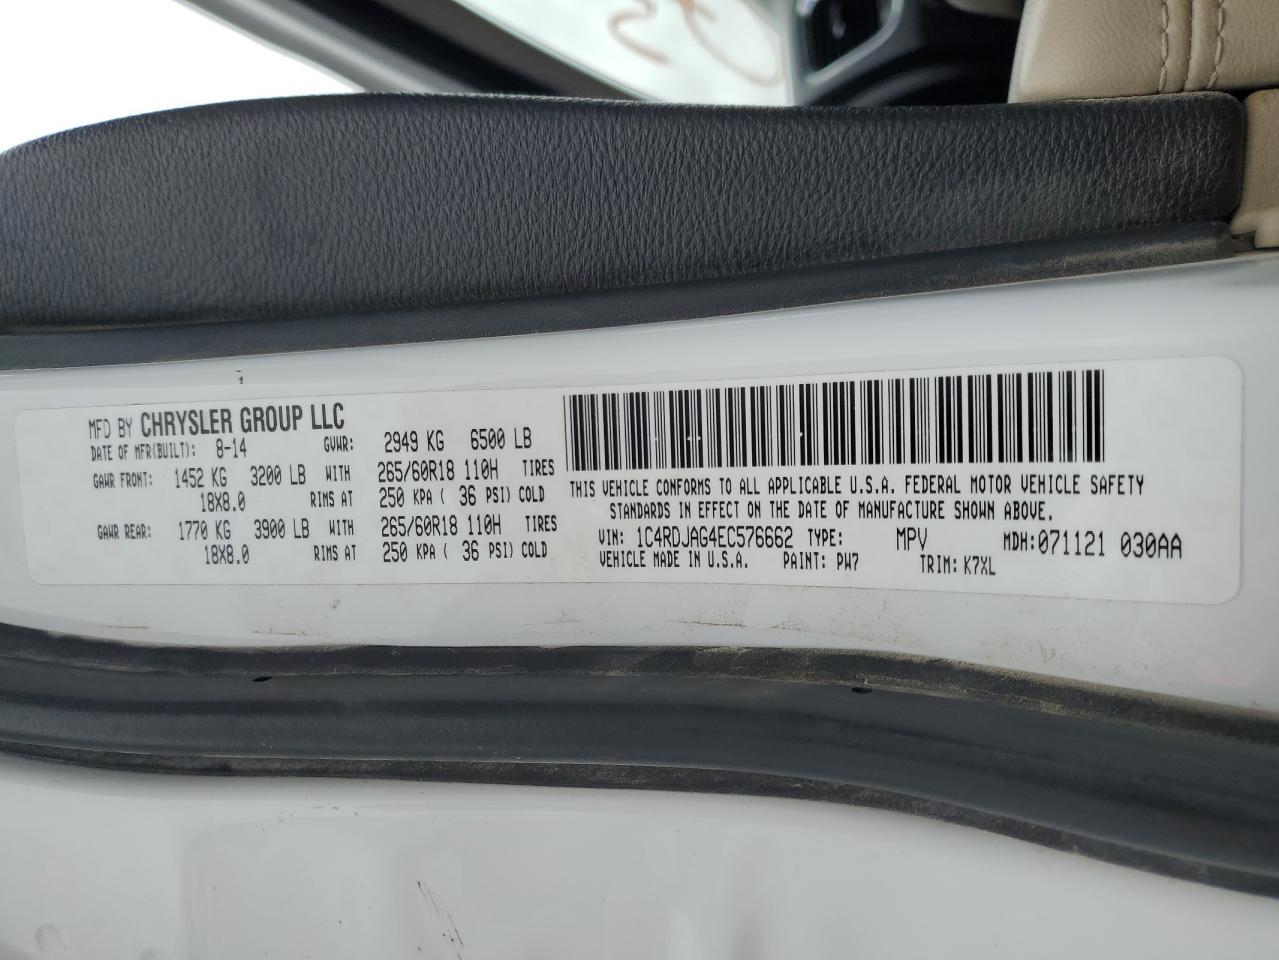 MFD BY CHRYSLER GROUP LLC
DATE OF MFR(BUILT): 8-14 GVWR: 2949 KG 6500 LB
GAWR FRONT: 1452 KG 3200 LB WITH 265/60R18 110H TIRES
18X8.0 RIMS AT 250 KPA ( 36 PSI) COLD
GAWR REAR: 1770 KG 3900 LB WITH 265/60R18 110H TIRES
18X8.0 RIMS AT 250 KPA ( 36 PSI) COLD
THIS VEHICLE CONFORMS TO ALL APPLICABLE U.S.A. FEDERAL MOTOR VEHICLE SAFETY
STANDARDS IN EFFECT ON THE DATE OF MANUFACTURE SHOWN ABOVE.
VIN: 1C4RDJAG4EC576662 TYPE: MPV MDH:071121 030AA
VEHICLE MADE IN U.S.A. PAINT: PW7 TRIM: K7XL